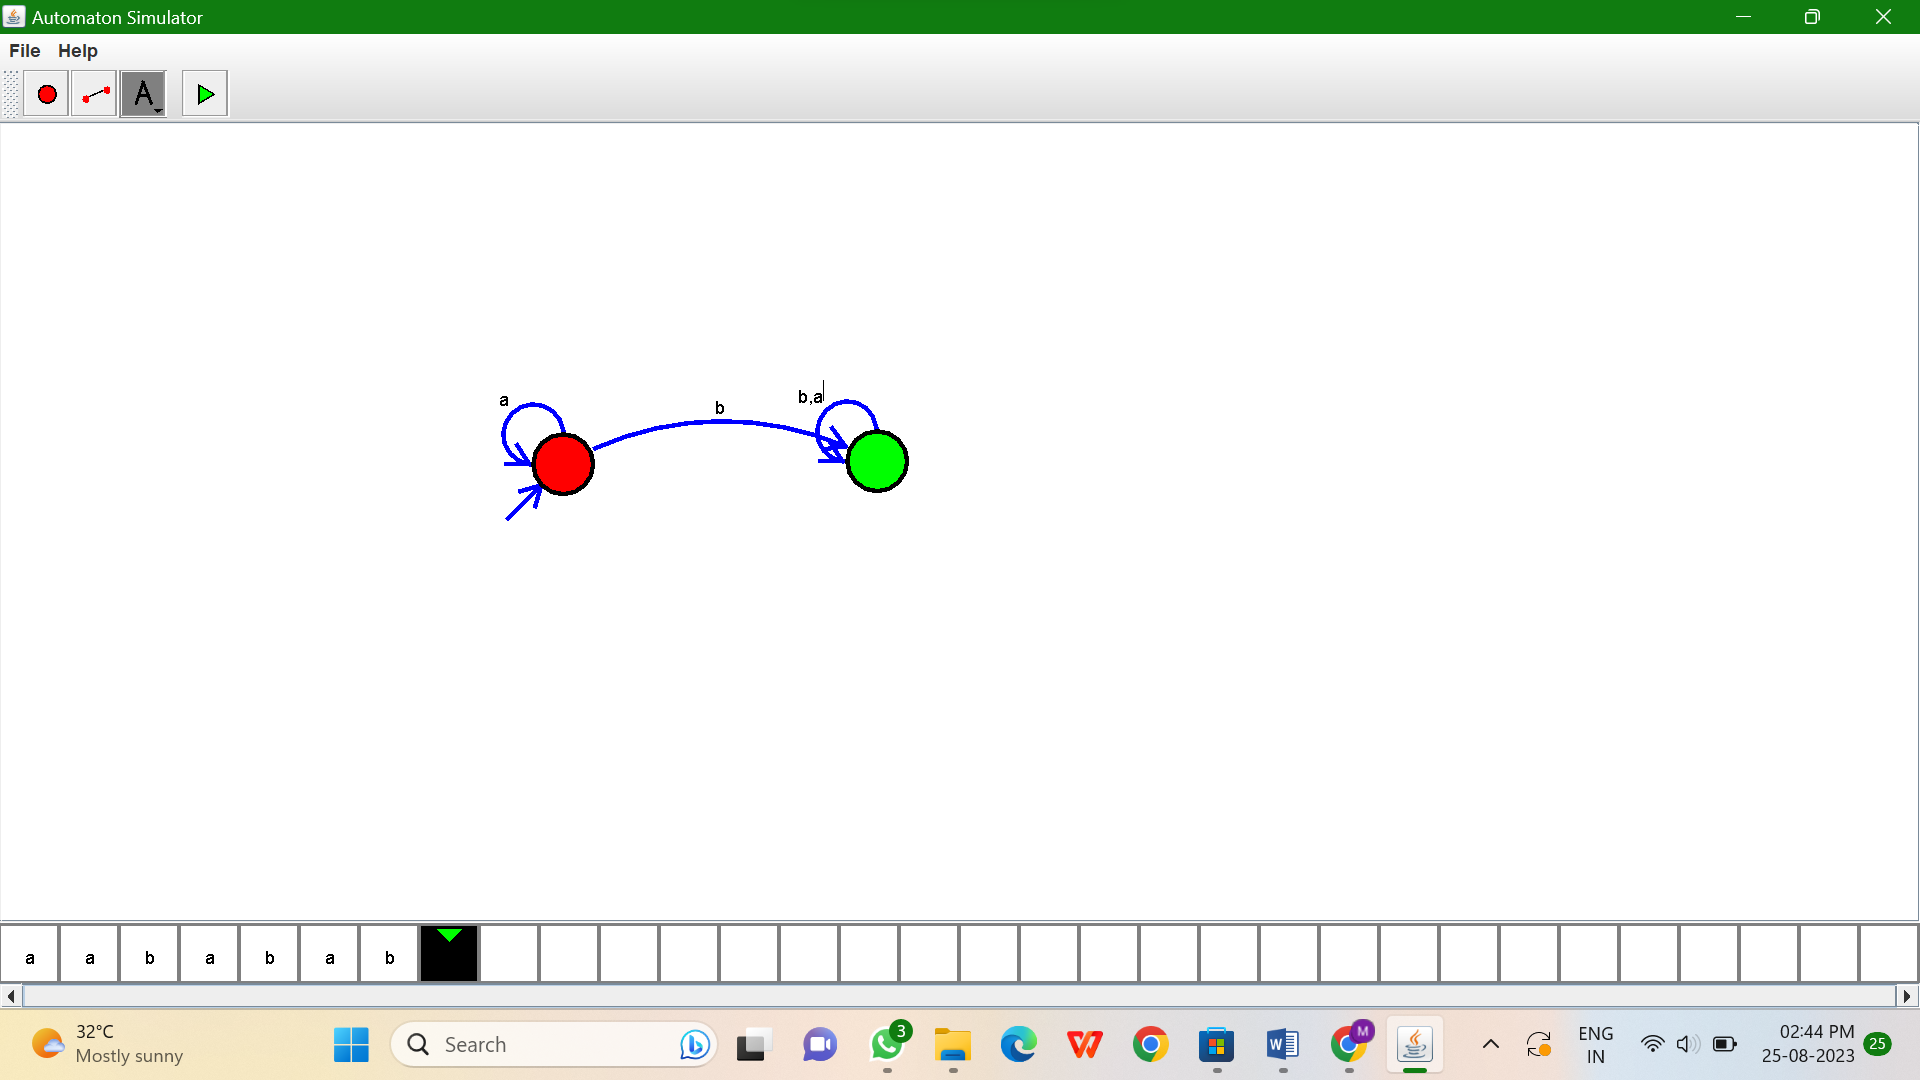 Automaton Simulator
File Help
A
a
b
b,a
a a b a b a b
32°C
Mostly sunny
Search
3
M
ENG
IN
02:44 PM
25-08-2023
25